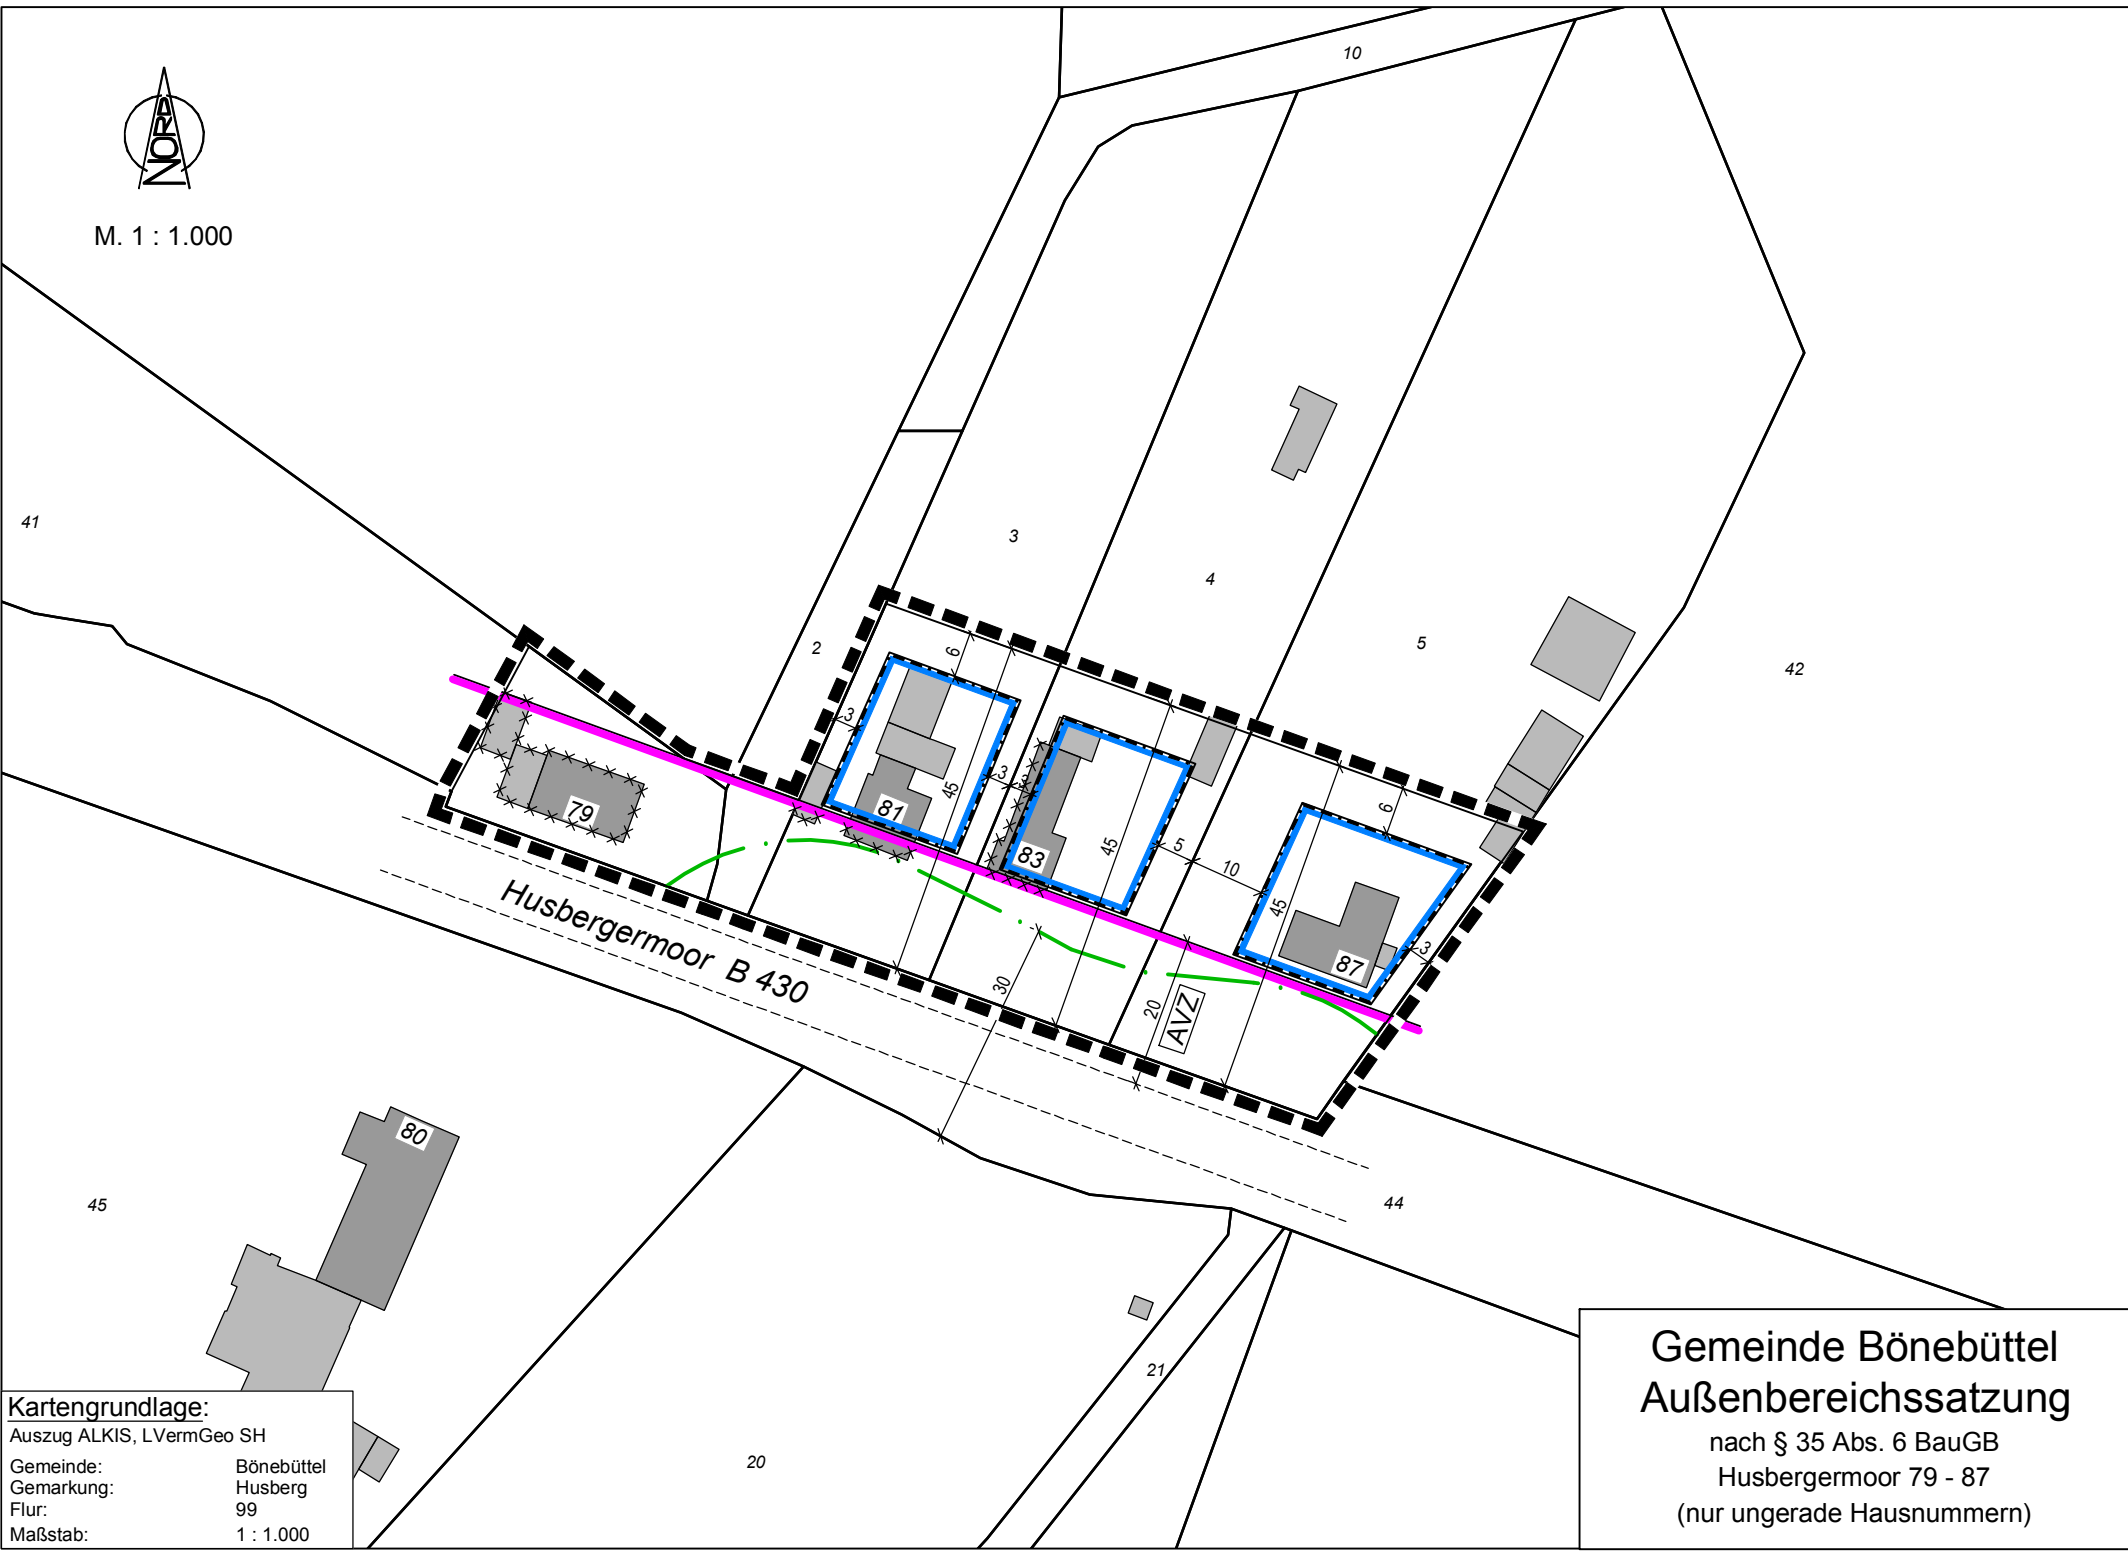 NORD
M. 1 : 1.000
10
41
3
4
2
5
42
6
3
3
3
45
81
79
83
45
5
10
6
45
87
3
30
20
AVZ
Husbergermoor B 430
80
45
44
21
20
Kartengrundlage:
Auszug ALKIS, LVermGeo SH
Gemeinde: Bönebüttel
Gemarkung: Husberg
Flur: 99
Maßstab: 1 : 1.000
Gemeinde Bönebüttel
Außenbereichssatzung
nach § 35 Abs. 6 BauGB
Husbergermoor 79 - 87
(nur ungerade Hausnummern)